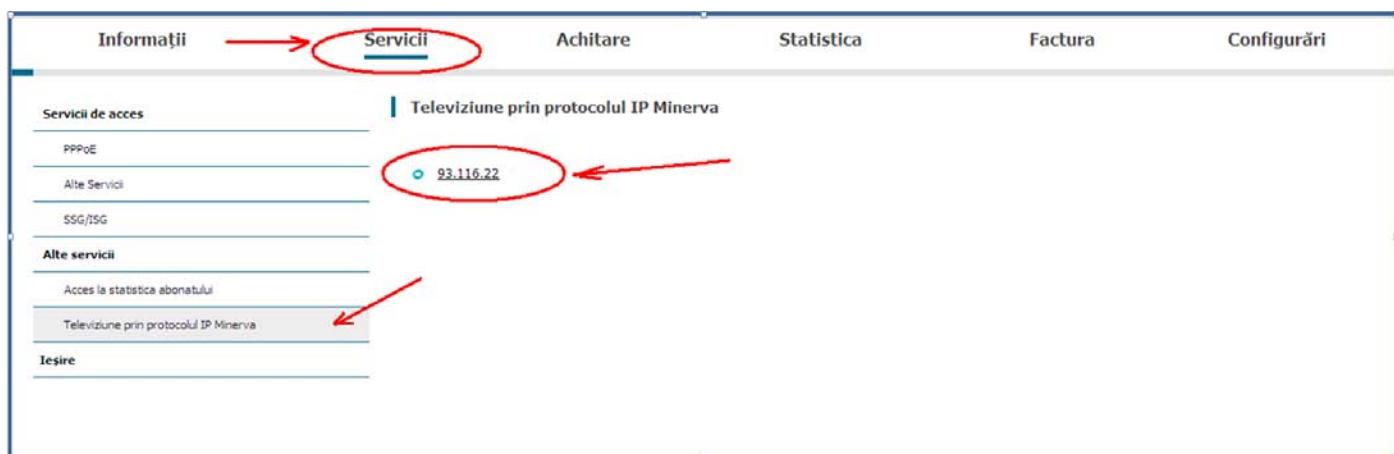 Informații Servicii Achitare Statistica Factura Configurări
Servicii de acces
PPPoE
Alte Servicii
SSG/ISG
Alte servicii
Acces la statistica abonatului
Televiziune prin protocolul IP Minerva
Ieșire
Televiziune prin protocolul IP Minerva
93.116.22